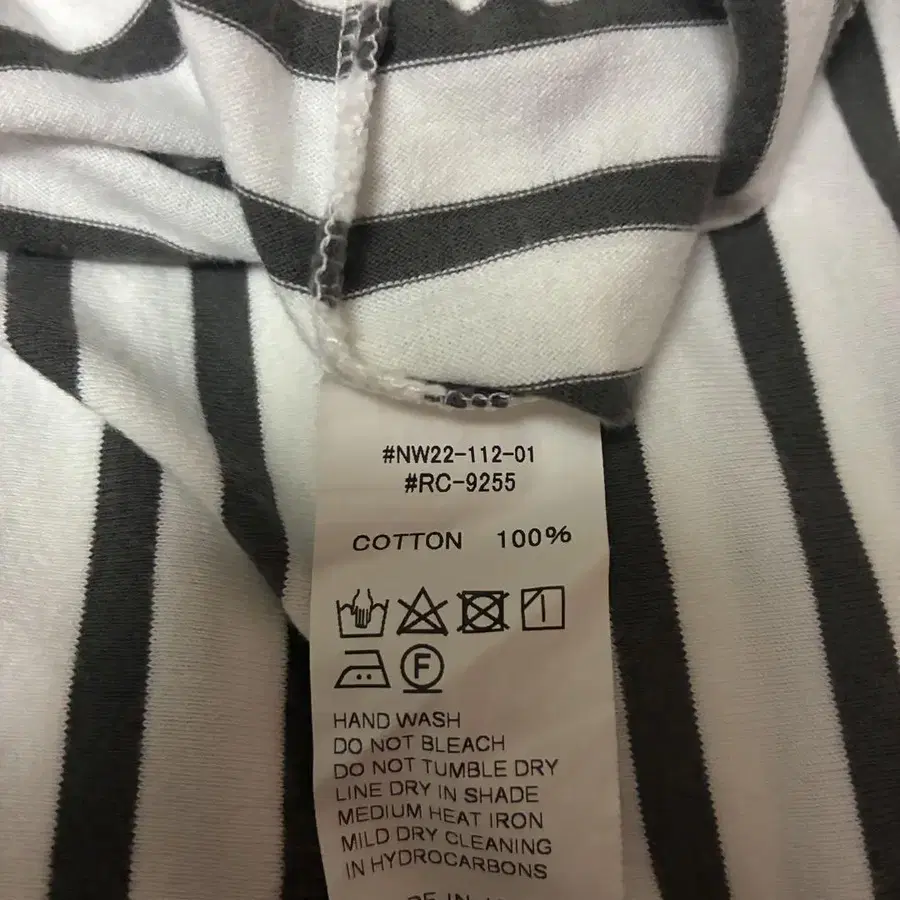 #NW22-112-01
#RC-9255
COTTON 100%
F
HAND WASH
DO NOT BLEACH
DO NOT TUMBLE DRY
LINE DRY IN SHADE
MEDIUM HEAT IRON
MILD DRY CLEANING
IN HYDROCARBONS